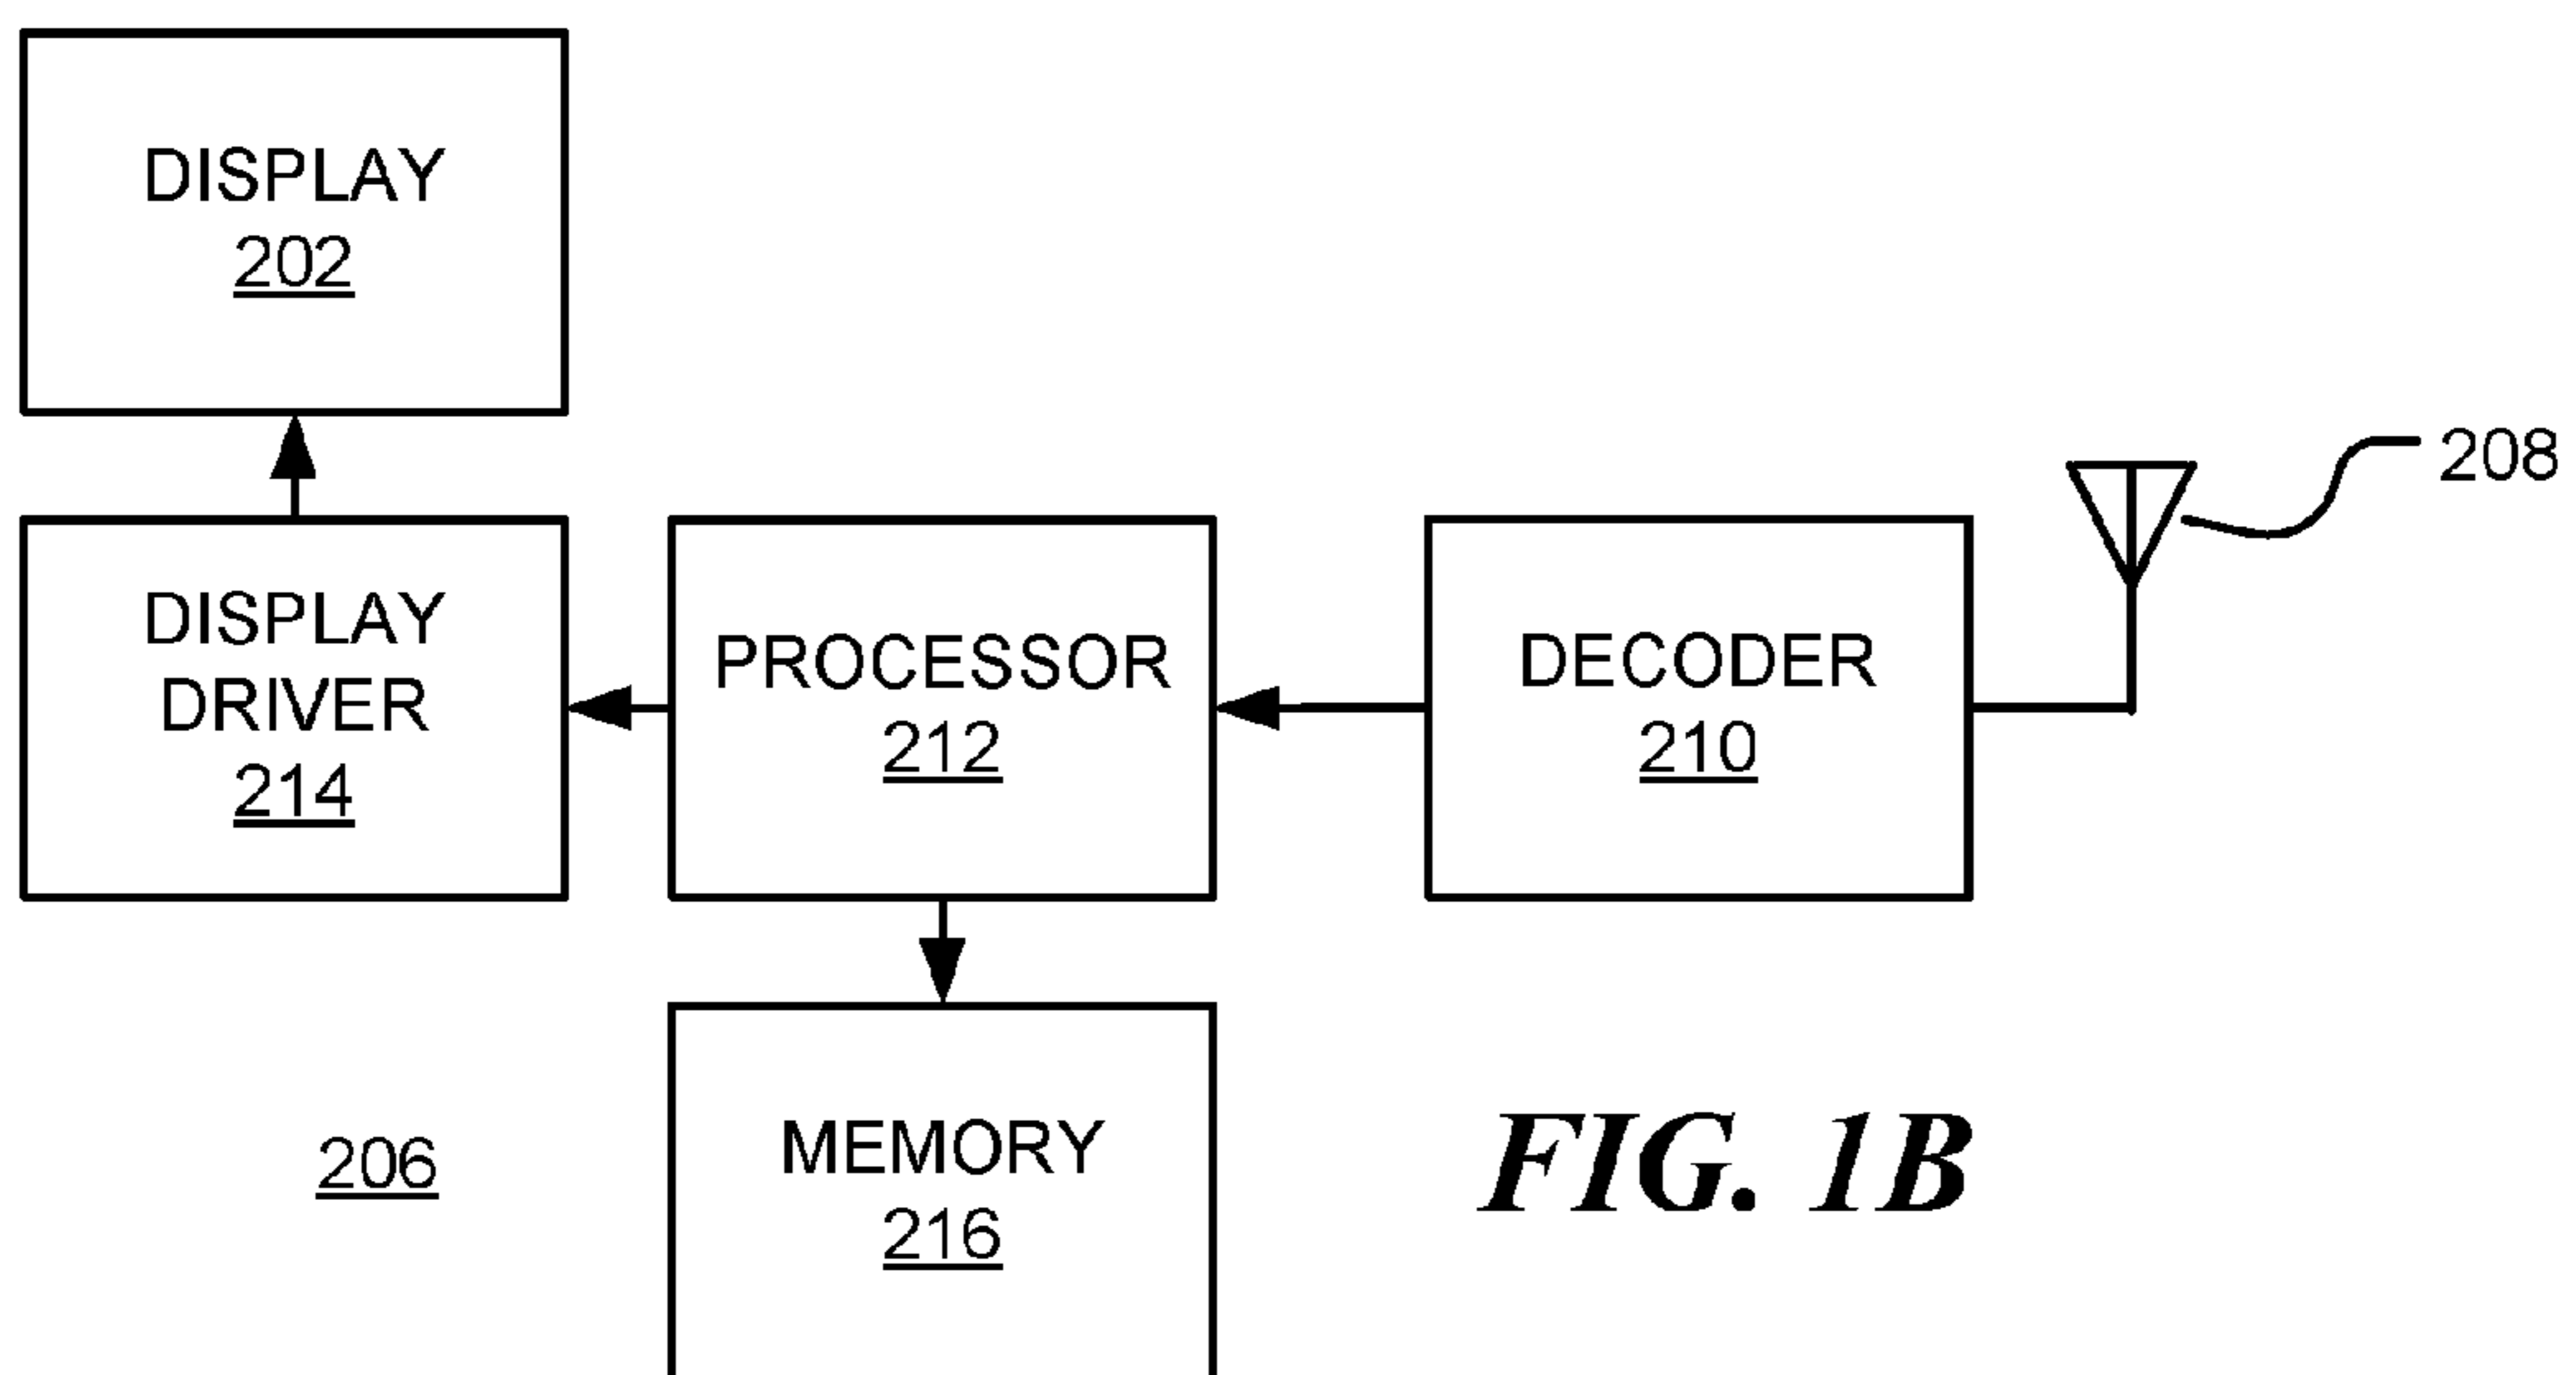 DISPLAY
202
208
DISPLAY
DRIVER
214
PROCESSOR
212
DECODER
210
206
MEMORY
216
FIG. 1B